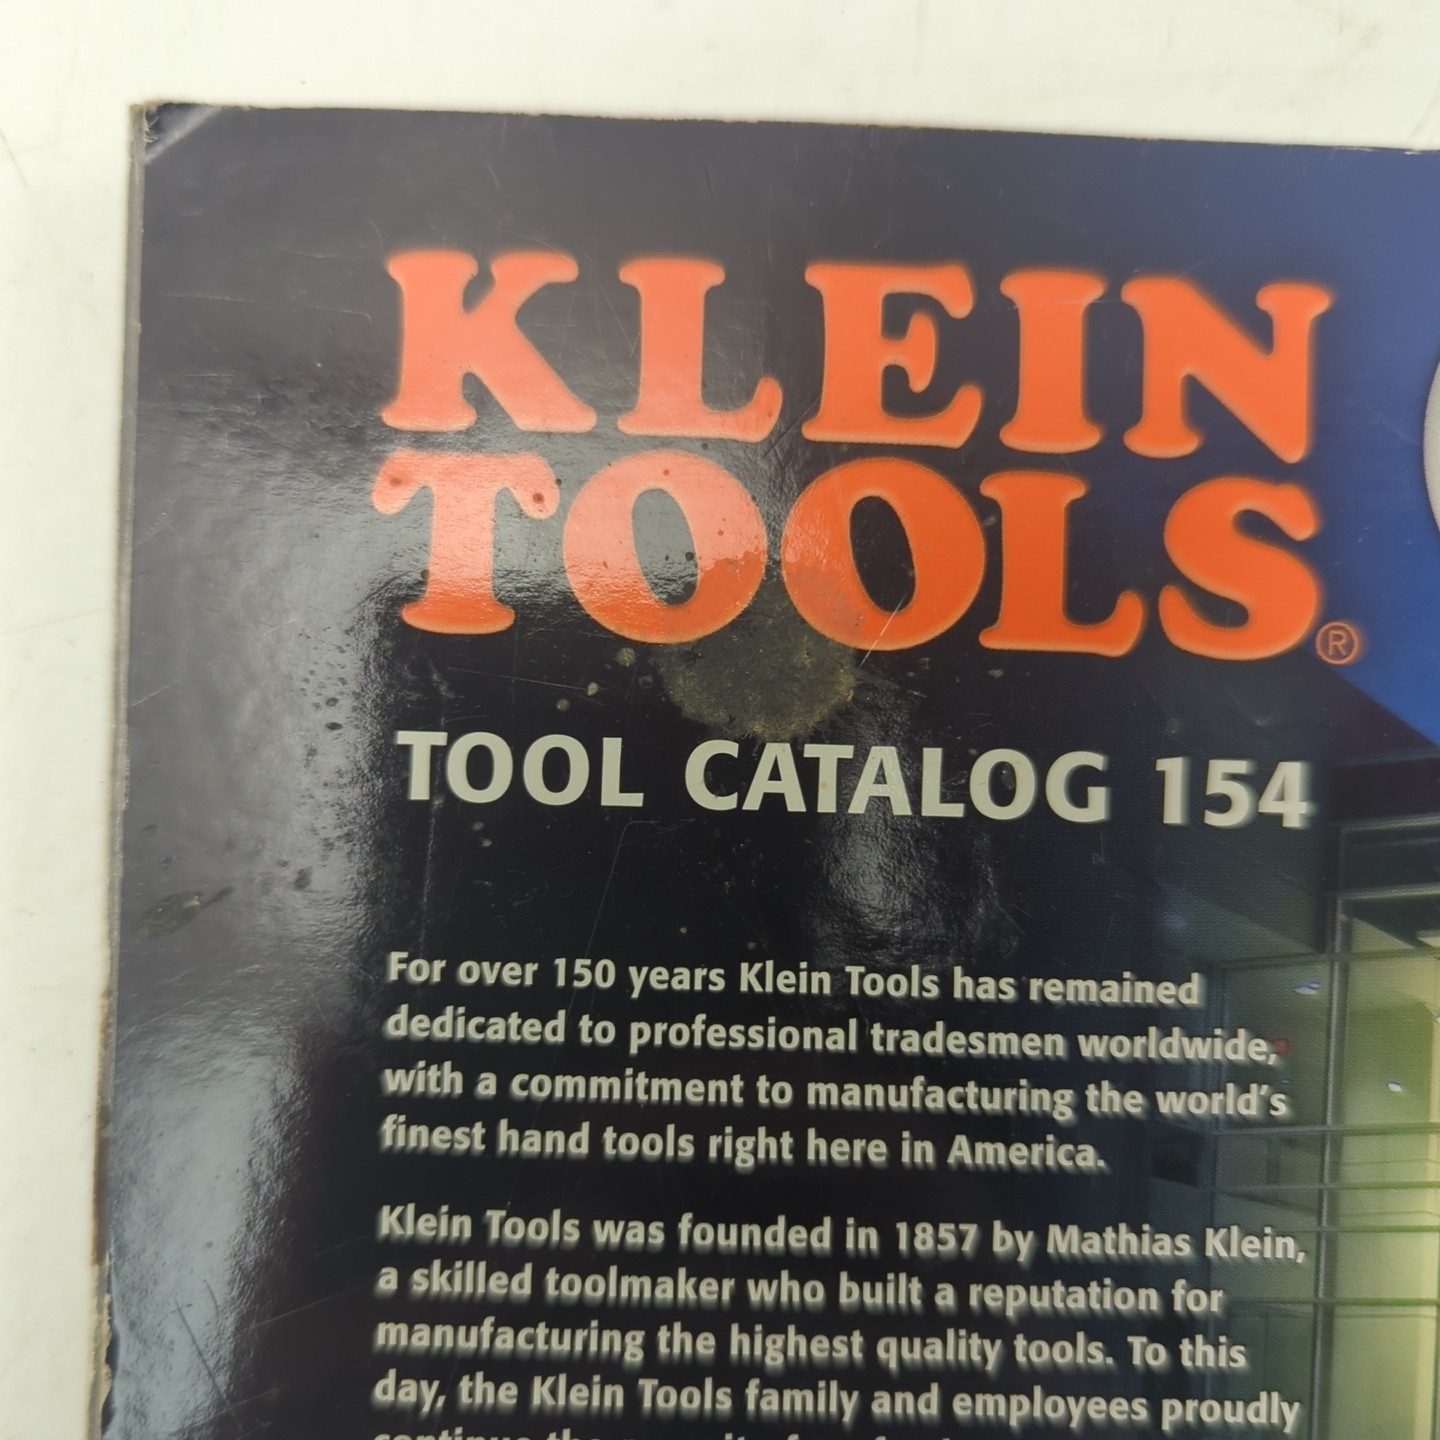 KLEIN
TOOLS®
TOOL CATALOG 154
For over 150 years Klein Tools has remained
dedicated to professional tradesmen worldwide,
with a commitment to manufacturing the world's
finest hand tools right here in America.
Klein Tools was founded in 1857 by Mathias Klein,
a skilled toolmaker who built a reputation for
manufacturing the highest quality tools. To this
day, the Klein Tools family and employees proudly